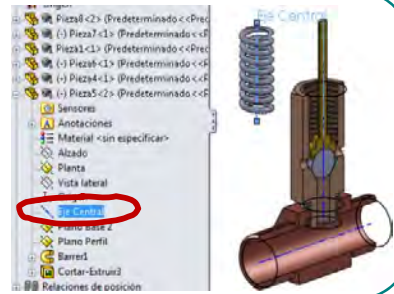 Pieza8<2> (Predeterminado<<Prec
(-) Pieza7<1> (Predeterminado<<F
Pieza1<1> (Predeterminado<<Prec
(-) Pieza6<1> (Predeterminado<<F
(-) Pieza4<1> (Predeterminado<<F
(-) Pieza5<2> (Predeterminado<<F
Sensores
Anotaciones
Material <sin especificar>
Alzado
Planta
Vista lateral
Eje Central
Plano Base 2
Plano Perfil
Barrer1
Cortar-Extruir3
Relaciones de posición
Eje Central